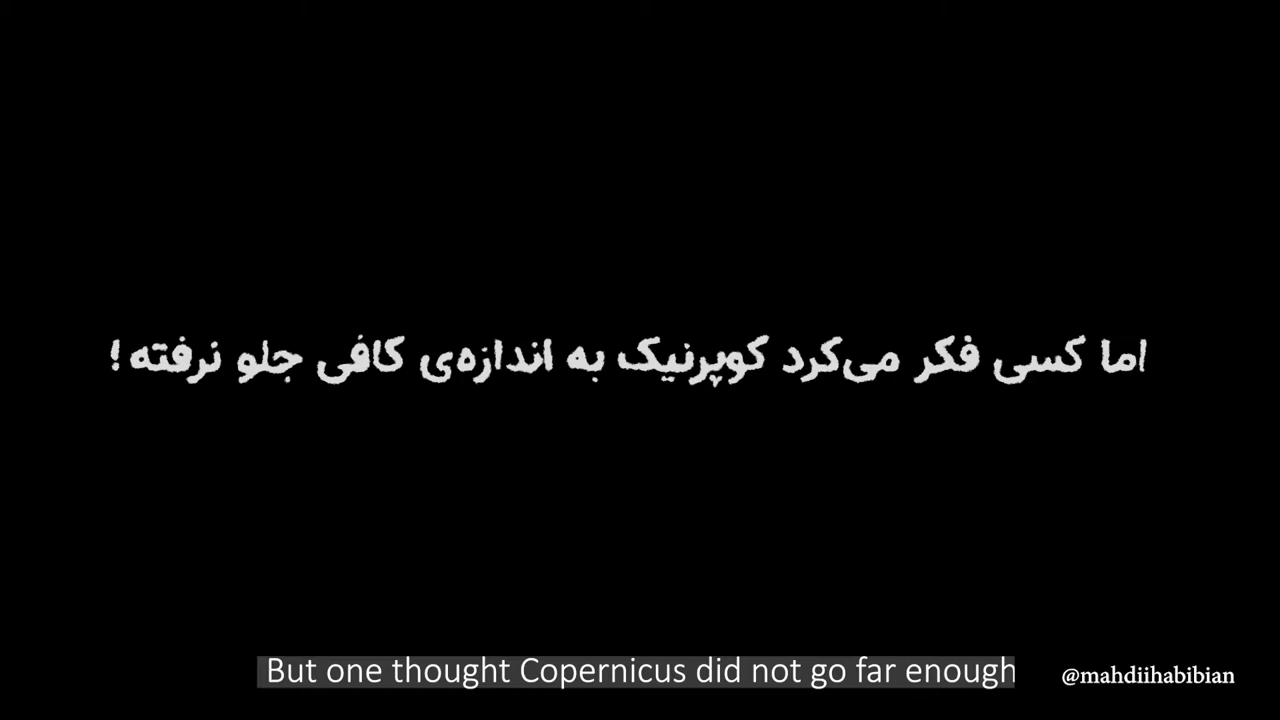 اما کسی فکر می‌کرد کوپرنیک به اندازه‌ی کافی جلو نرفته!
But one thought Copernicus did not go far enough
@mahdiihabibian